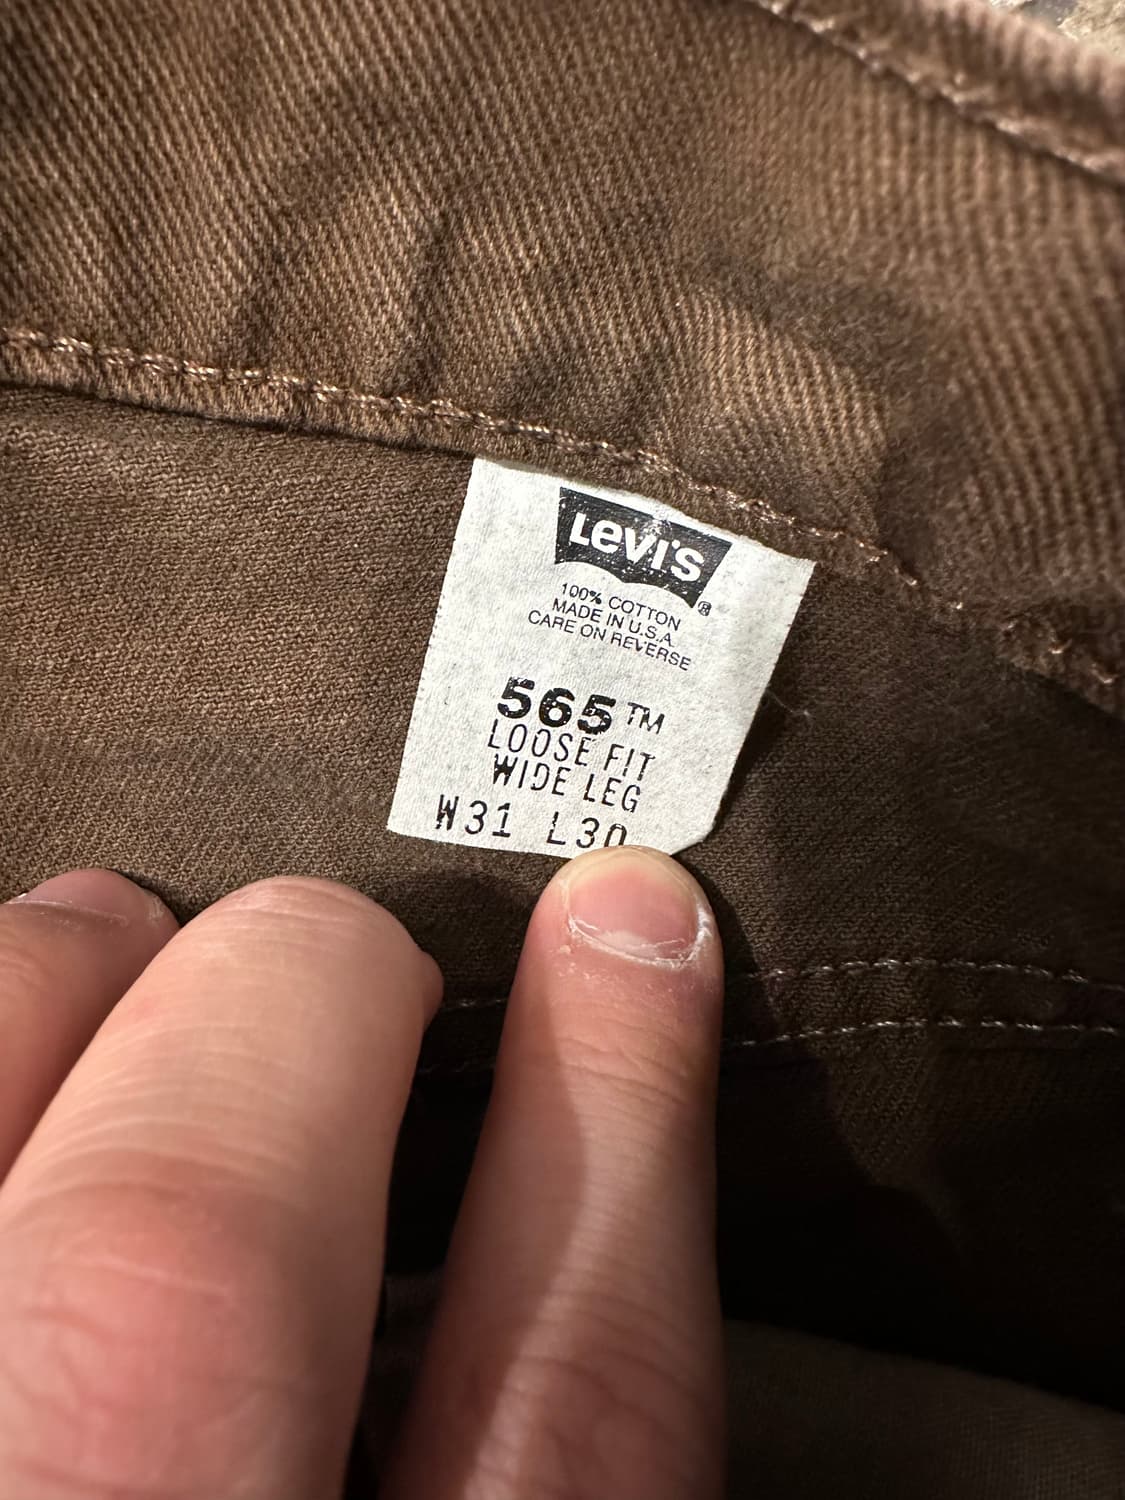 Levi's ®
100% COTTON
MADE IN U.S.A.
CARE ON REVERSE
565™
LOOSE FIT
WIDE LEG
W31 L30